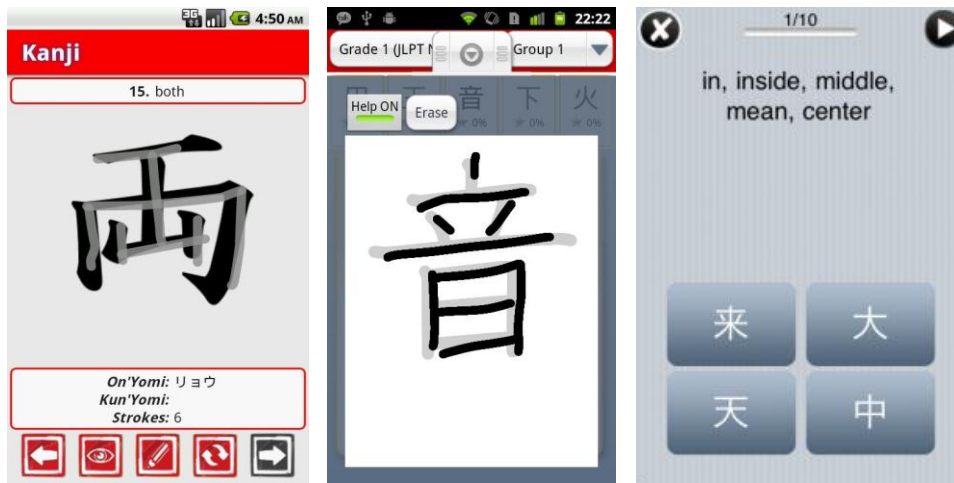 3G 4:50 AM
Kanji
15. both
両
On'Yomi: リョウ
Kun'Yomi:
Strokes: 6
22:22
Grade 1 (JLPT N
Group 1
音 下 火
0% 0% 0%
Help ON
Erase
音
1/10
in, inside, middle,
mean, center
来 大
天 中